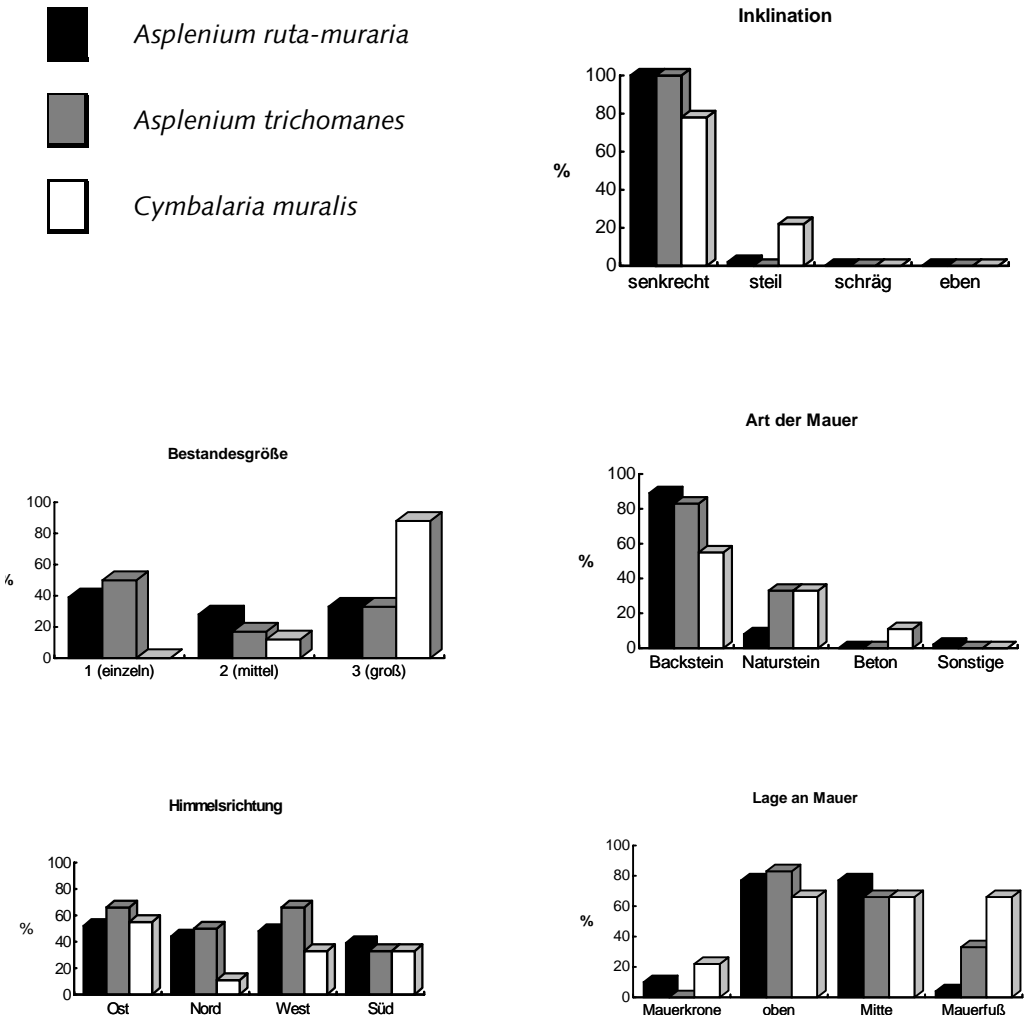 Asplenium ruta-muraria
Asplenium trichomanes
Cymbalaria muralis
Inklination
100
80
60
%
40
20
0
senkrecht steil schräg eben
Bestandesgröße
100
80
60
%
40
20
0
1 (einzeln) 2 (mittel) 3 (groß)
Art der Mauer
100
80
60
%
40
20
0
Backstein Naturstein Beton Sonstige
Himmelsrichtung
100
80
60
%
40
20
0
Ost Nord West Süd
Lage an Mauer
100
80
60
%
40
20
0
Mauerkrone oben Mitte Mauerfuß